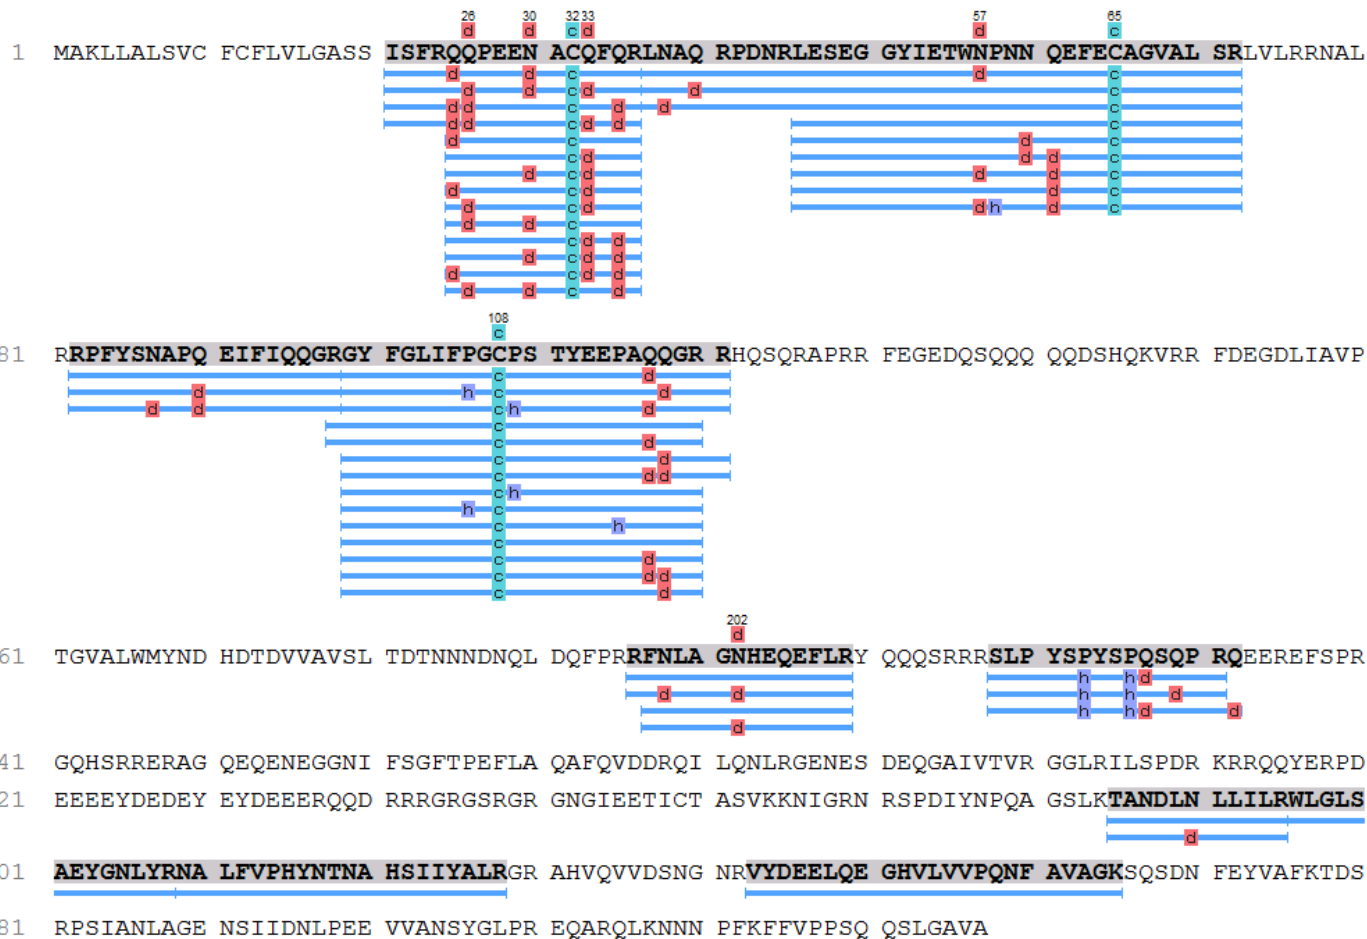 26 30 32 33 57 65
d d c d d c
1 MAKLLALSVC FCFLVLGASS ISFRQQPEEN ACQFQRLNAQ RPDNRLESEG GYIETWNPNN QEFECAGVAL SRLVLRRNAL
d d c d c
d d c d d c
d d c d d c
d d c d d c
d c d c
c d d d c
d c d d d c
d c d d c
d c d d h d c
d d c
c d d
d c d d
d c d d
d d c d
108
c
81 RRPFYSNAPQ EIFIQQGRGY FGLIFPGCPS TYEEPAQQGR RHQSQRAPRR FEGEDQSQQQ QQDSHQKVRR FDEGDLIAVP
c d
d h c d
d d c h d
c
c d
c d
c d d
c h
h c
c h
c
c d
c d d
c d
202
d
61 TGVALWMYND HDTDVVAVSL TDTNNNDNQL DQFPRRFNLA GNHEQEFLRY QQQSRRRSLP YSPYSPQSQP RQEEREFSPR
h h d
d d h h d
h h d d
d
41 GQHSRRERAG QEQENEGGNI FSGFTPEFLA QAFQVDDRQI LQNLRGENES DEQGAIVTVR GGLRILSPDR KRRQQYERPD
21 EEEEYDEDEY EYDEEERQQD RRRGRGSRGR GNGIEETICT ASVKKNIGRN RSPDIYNPQA GSLKTANDLN LLILRWLGLS
d
01 AEYGNLYRNA LFVPHYNTNA HSIIYALRGR AHVQVVDSNG NRVYDEELQE GHVLVVPQNF AVAGKSQSDN FEYVAFKTDS
81 RPSIANLAGE NSIIDNLPEE VVANSYGLPR EQARQLKNNN PFKFFVPPSQ QSLGAVA